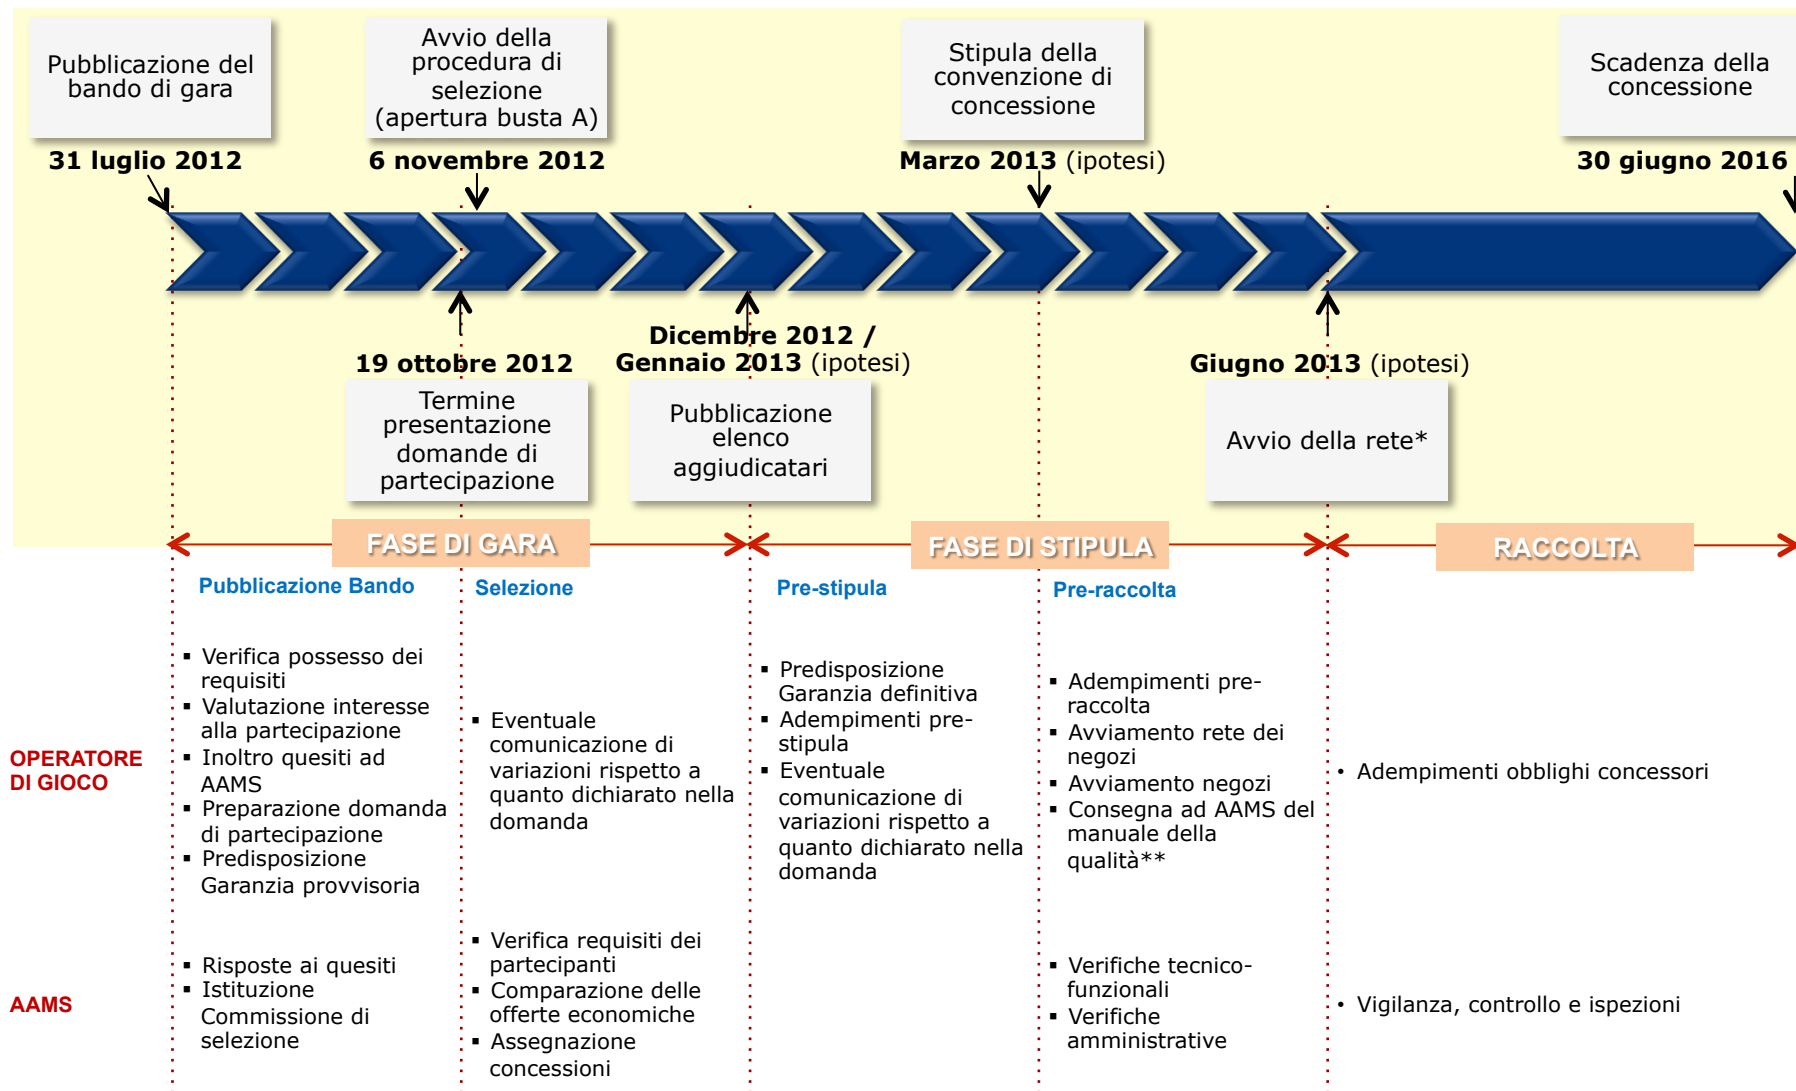 Pubblicazione del
bando di gara
Avvio della
procedura di
selezione
(apertura busta A)
Stipula della
convenzione di
concessione
Scadenza della
concessione
31 luglio 2012
6 novembre 2012
Marzo 2013 (ipotesi)
30 giugno 2016
19 ottobre 2012
Dicembre 2012 /
Gennaio 2013 (ipotesi)
Giugno 2013 (ipotesi)
Termine
presentazione
domande di
partecipazione
Pubblicazione
elenco
aggiudicatari
Avvio della rete*
FASE DI GARA
FASE DI STIPULA
RACCOLTA
Pubblicazione Bando
Selezione
Pre-stipula
Pre-raccolta
OPERATORE
DI GIOCO
▪ Verifica possesso dei
requisiti
▪ Valutazione interesse
alla partecipazione
▪ Inoltro quesiti ad
AAMS
▪ Preparazione domanda
di partecipazione
▪ Predisposizione
Garanzia provvisoria
▪ Eventuale
comunicazione di
variazioni rispetto a
quanto dichiarato nella
domanda
▪ Predisposizione
Garanzia definitiva
▪ Adempimenti pre-
stipula
▪ Eventuale
comunicazione di
variazioni rispetto a
quanto dichiarato nella
domanda
▪ Adempimenti pre-
raccolta
▪ Avviamento rete dei
negozi
▪ Avviamento negozi
▪ Consegna ad AAMS del
manuale della
qualità**
• Adempimenti obblighi concessori
AAMS
▪ Risposte ai quesiti
▪ Istituzione
Commissione di
selezione
▪ Verifica requisiti dei
partecipanti
▪ Comparazione delle
offerte economiche
▪ Assegnazione
concessioni
▪ Verifiche tecnico-
funzionali
▪ Verifiche
amministrative
• Vigilanza, controllo e ispezioni